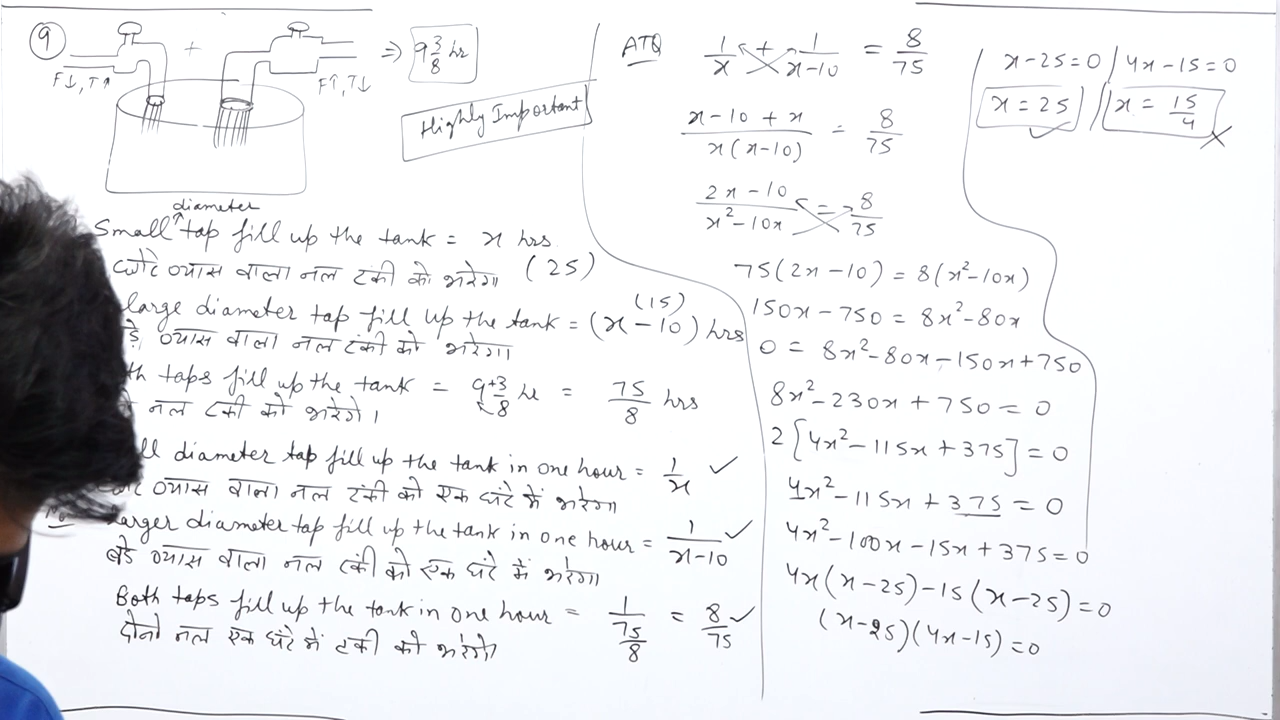 9
+
⇒ 9 3/8 hr
F↓, T↑
F↑, T↓
Highly Important
diameter
Small tap fill up the tank = x hrs
छोटे व्यास वाला नल टंकी को भरेगा (25)
large diameter tap fill up the tank = (x-10) hrs
(15)
व्यास वाला नल टंकी को भरेगा
taps fill up the tank = 9+3/8 hr = 75/8 hrs
नल टंकी को भरेंगे।
diameter tap fill up the tank in one hour = 1/x ✓
व्यास वाला नल टंकी को एक घंटे में भरेगा
Larger diameter tap fill up the tank in one hour = 1/(x-10) ✓
बड़े व्यास वाला नल टंकी को एक घंटे में भरेगा
Both taps fill up the tank in one hour = 1/(75/8) = 8/75 ✓
दोनो नल एक घंटे में टंकी को भरेंगे
ATQ
1/x + 1/(x-10) = 8/75
(x-10+x)/(x(x-10)) = 8/75
(2x-10)/(x²-10x) = 8/75
75(2x-10) = 8(x²-10x)
150x-750 = 8x²-80x
0 = 8x²-80x-150x+750
8x²-230x+750=0
2[4x²-115x+375]=0
4x²-115x+375=0
4x²-100x-15x+375=0
4x(x-25)-15(x-25)=0
(x-25)(4x-15)=0
x-25=0 / 4x-15=0
x=25 ✓ // x=15/4 ×